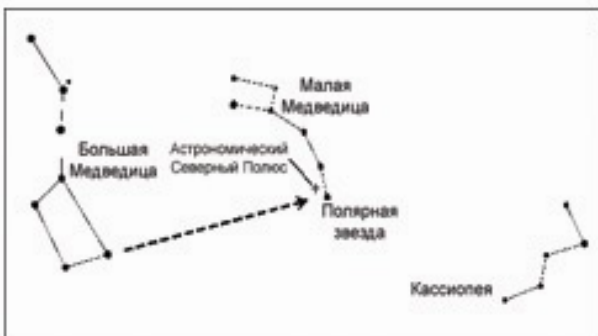 Малая
Медведица
Большая
Медведица
Астрономический
Северный Полюс
Полярная
звезда
Кассиопея